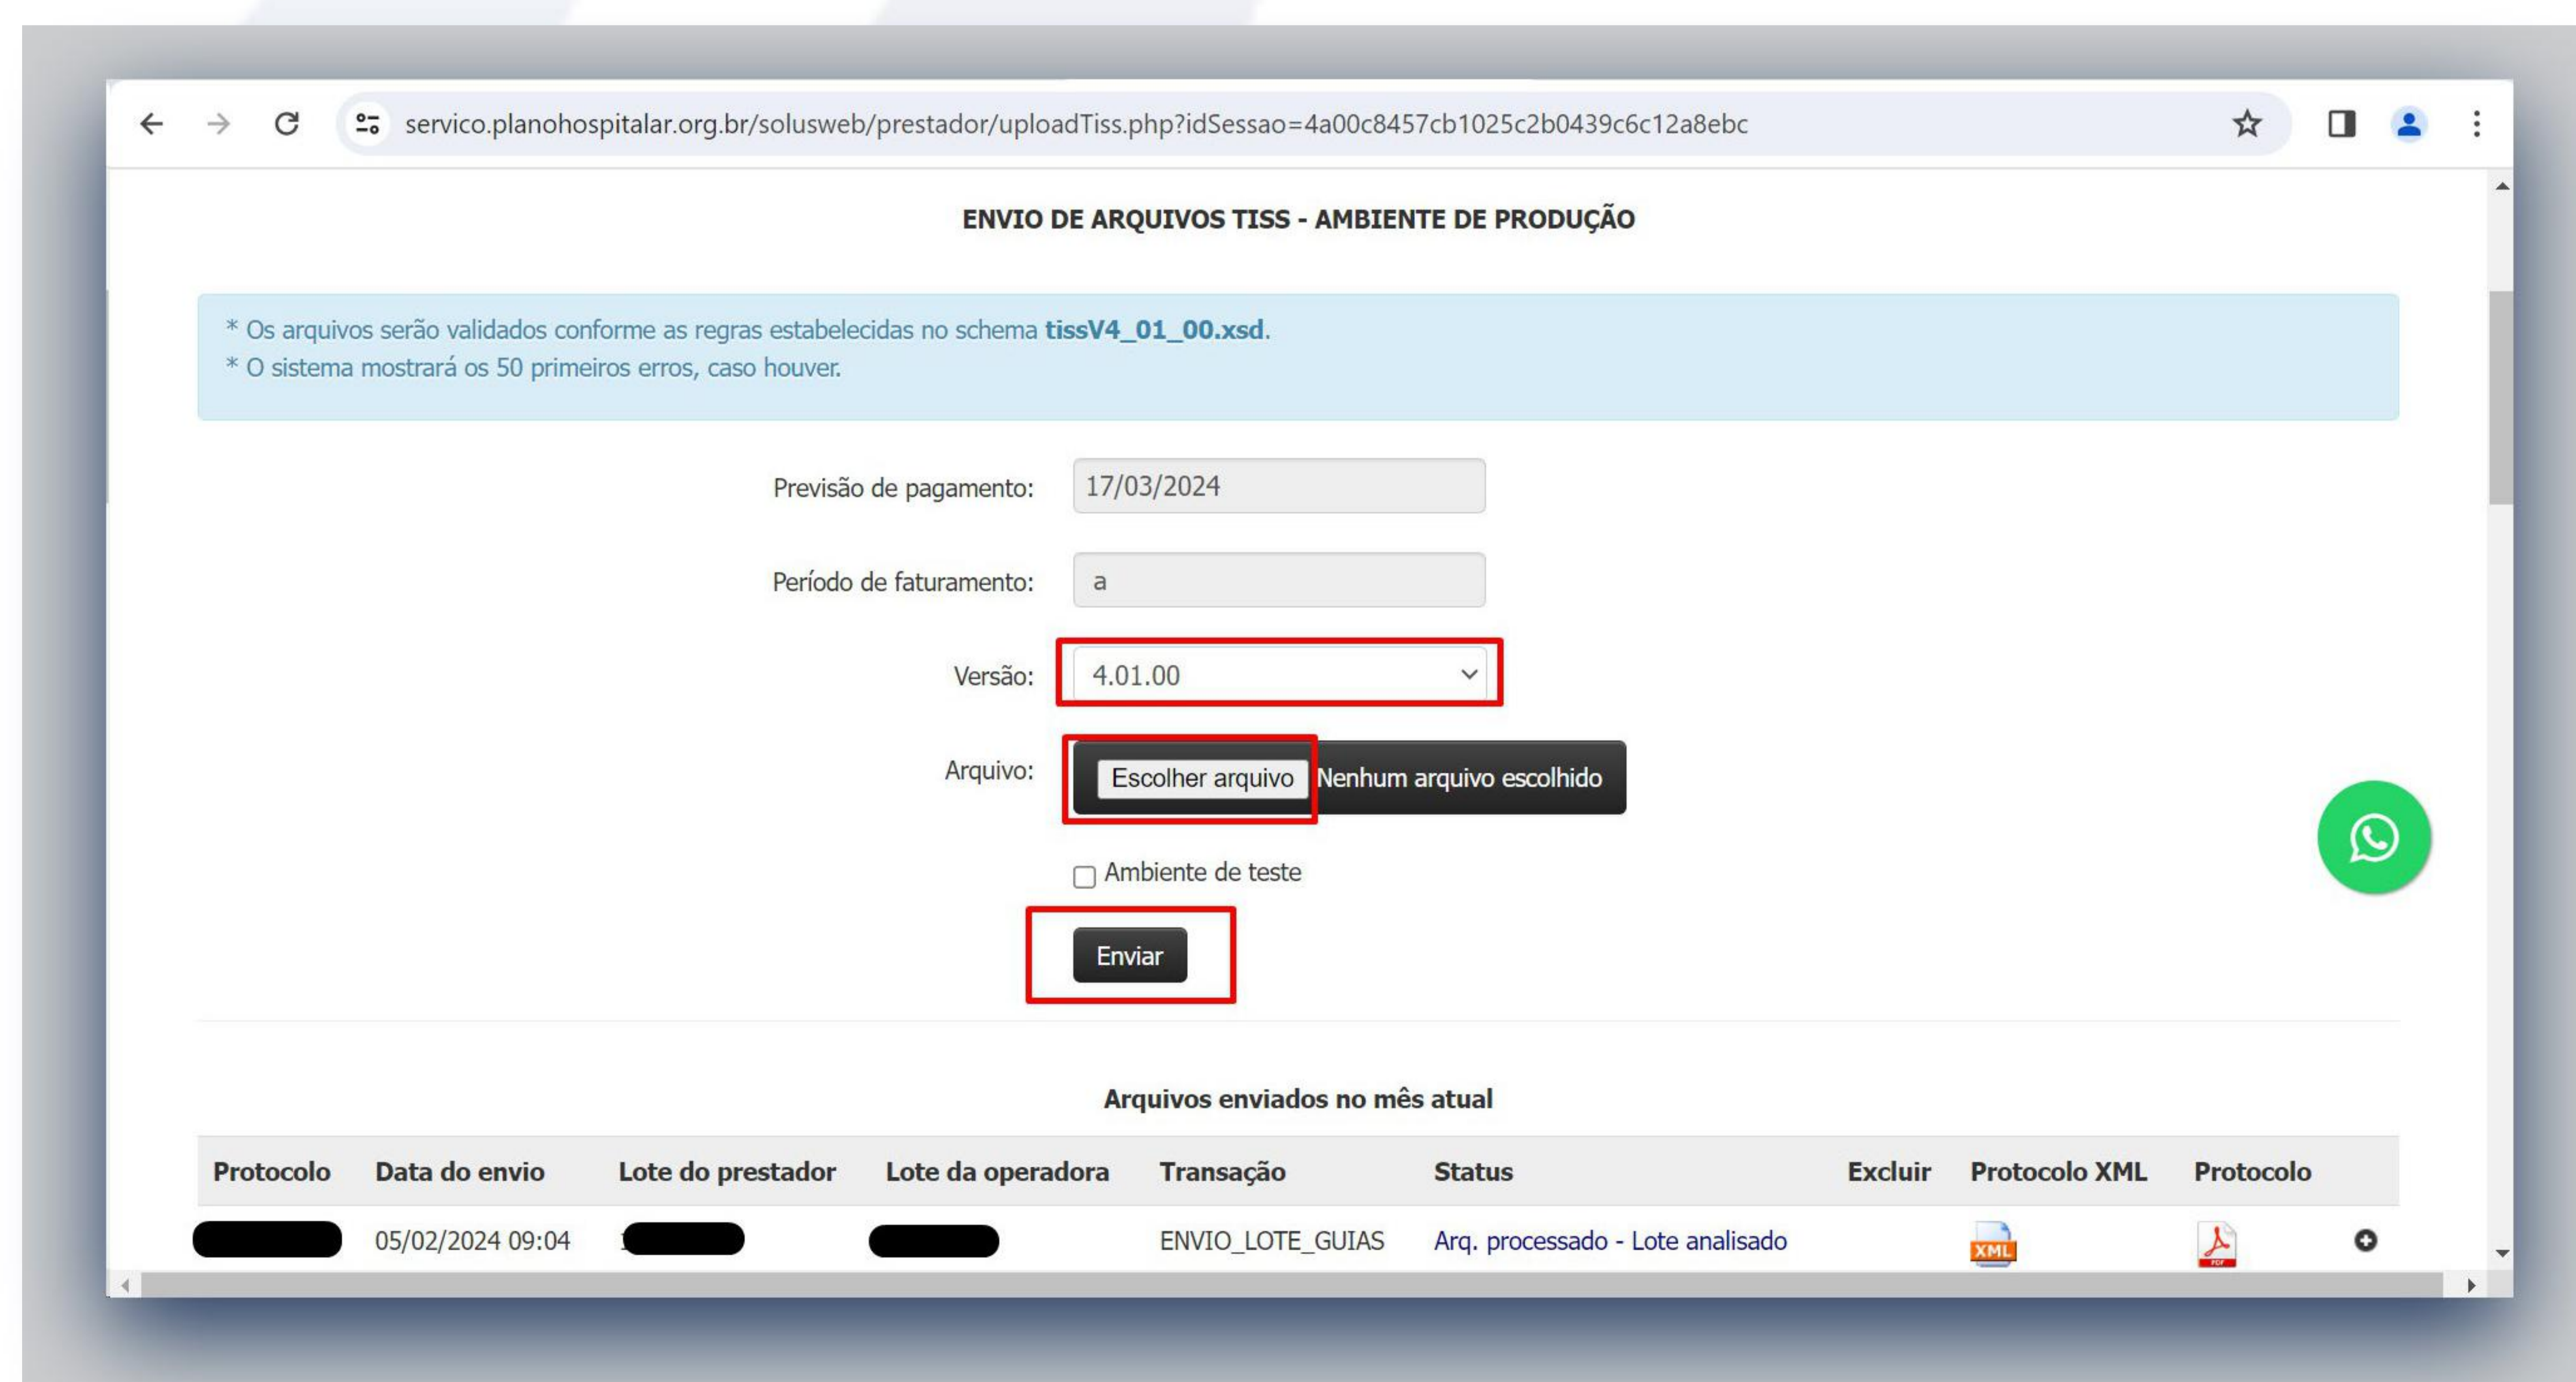 servico.planohospitalar.org.br/solusweb/prestador/uploadTiss.php?idSessao=4a00c8457cb1025c2b0439c6c12a8ebc
ENVIO DE ARQUIVOS TISS - AMBIENTE DE PRODUÇÃO
* Os arquivos serão validados conforme as regras estabelecidas no schema tissV4_01_00.xsd.
* O sistema mostrará os 50 primeiros erros, caso houver.
Previsão de pagamento: 17/03/2024
Período de faturamento: a
Versão: 4.01.00
Arquivo: Escolher arquivo Nenhum arquivo escolhido
Ambiente de teste
Enviar
Arquivos enviados no mês atual
Protocolo Data do envio Lote do prestador Lote da operadora Transação Status Excluir Protocolo XML Protocolo
05/02/2024 09:04 ENVIO_LOTE_GUIAS Arq. processado - Lote analisado XML PDF